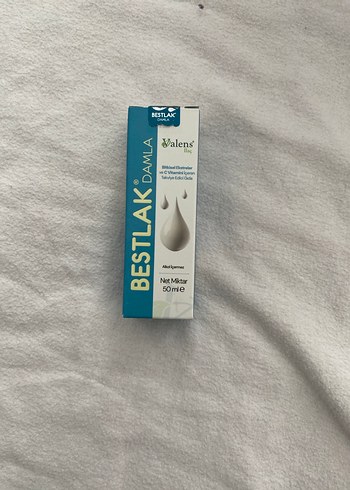 BESTLAK®
DAMLA
BESTLAK®
DAMLA
Valens®
İlaç
Bitkisel Ekstreler
ve C Vitamini İçeren
Takviye Edici Gıda
Alkol İçermez
Net Miktar
50 ml e